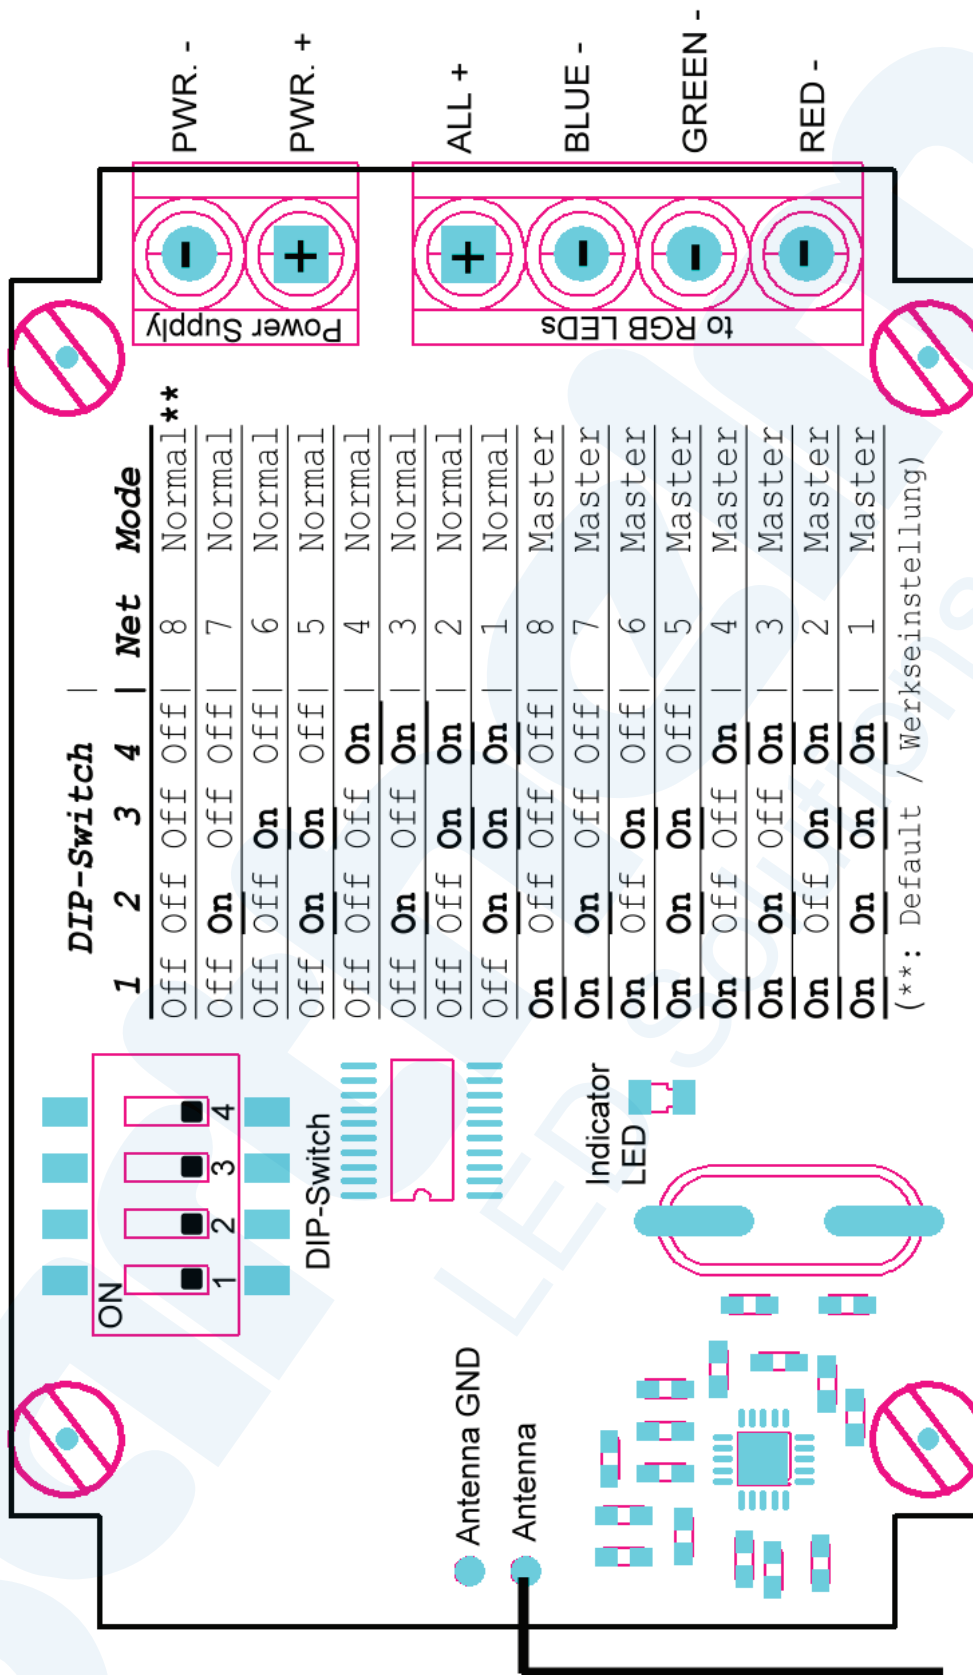 PWR. -
PWR. +
ALL +
BLUE -
GREEN -
RED -
Power Supply
to RGB LEDs
- + + - - -
DIP-Switch |
1 2 3 4 | Net Mode
Off Off Off Off | 8 Normal**
Off On Off Off | 7 Normal
Off Off On Off | 6 Normal
Off On On Off | 5 Normal
Off Off Off On | 4 Normal
Off On Off On | 3 Normal
Off Off On On | 2 Normal
Off On On On | 1 Normal
On Off Off Off | 8 Master
On On Off Off | 7 Master
On Off On Off | 6 Master
On On On Off | 5 Master
On Off Off On | 4 Master
On On Off On | 3 Master
On Off On On | 2 Master
On On On On | 1 Master
(**: Default / Werkseinstellung)
ON
1 2 3 4
DIP-Switch
Indicator
LED
Antenna GND
Antenna
LED Solutions